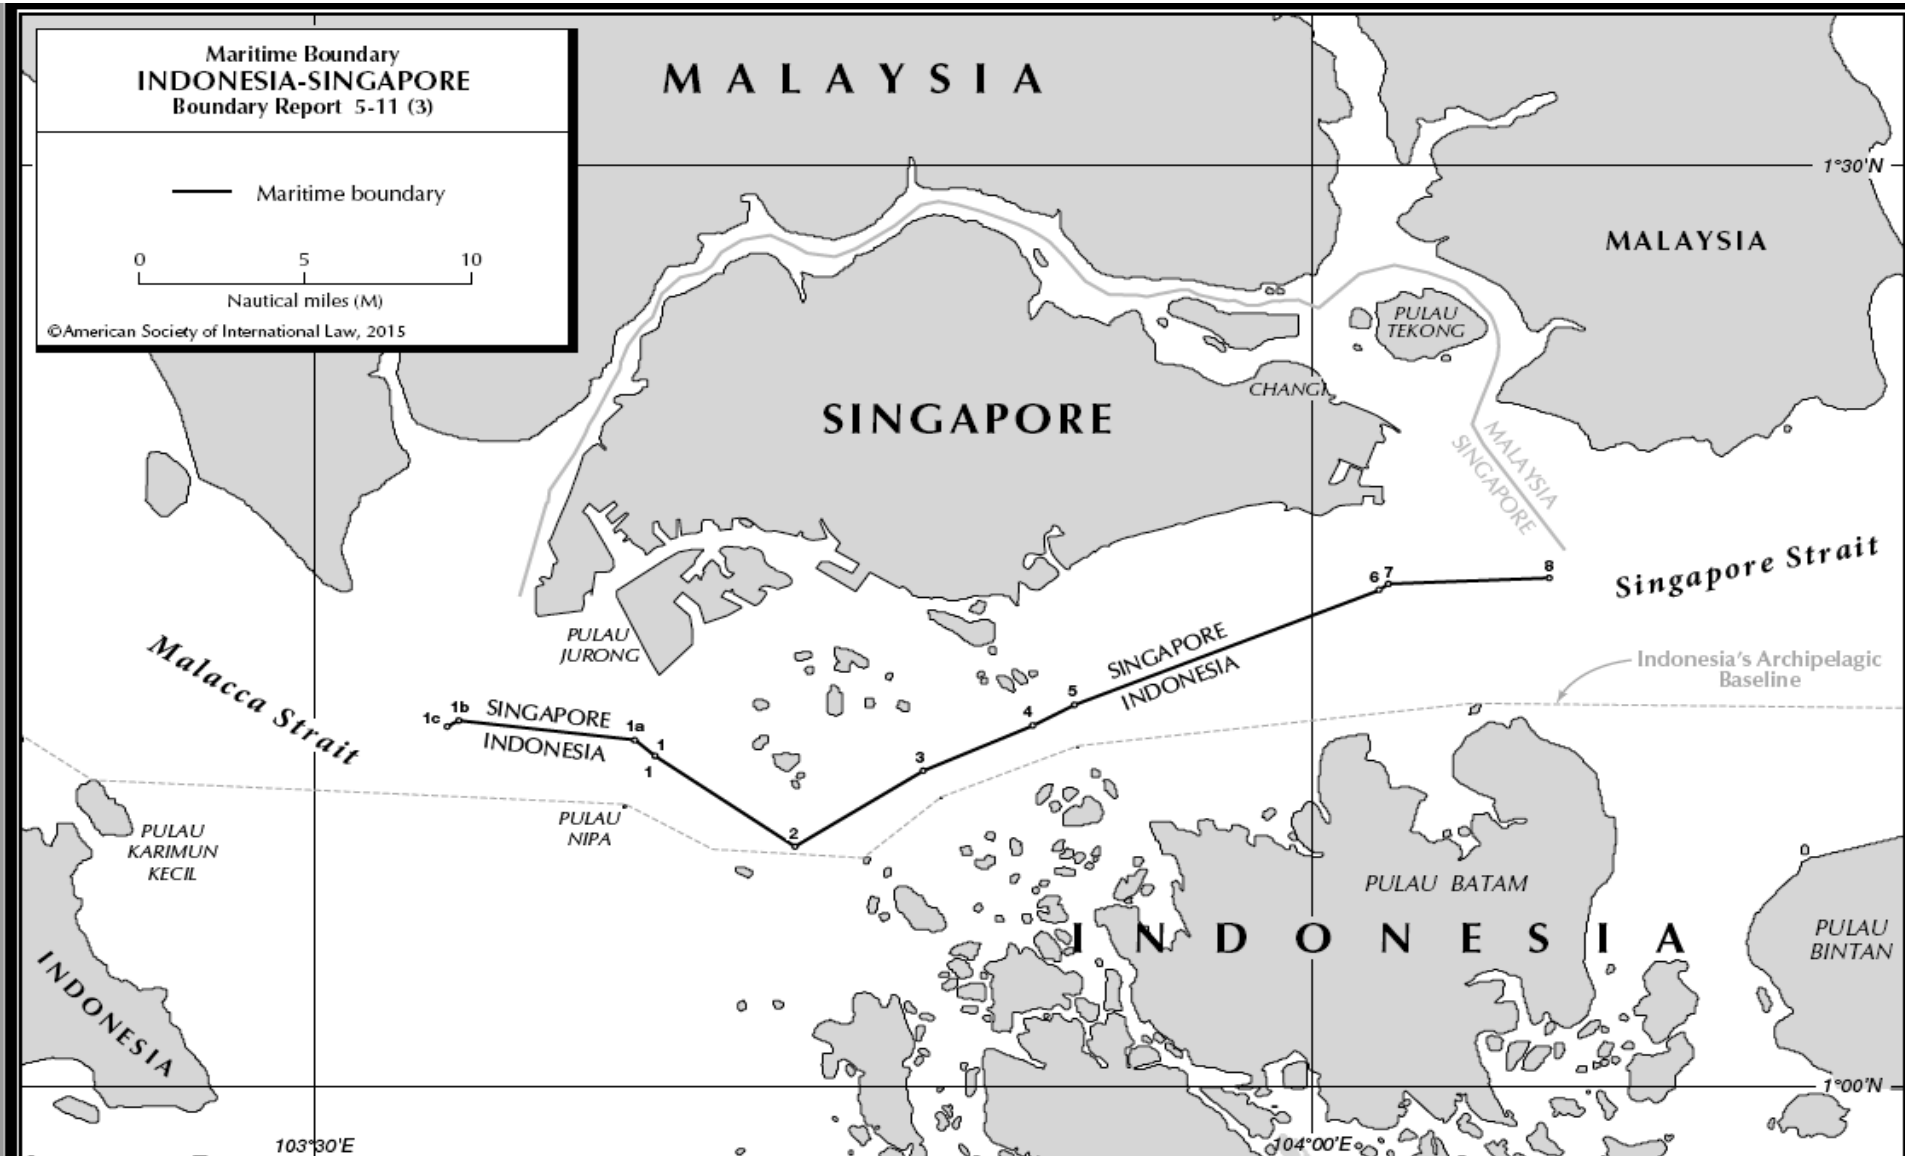 Maritime Boundary
INDONESIA-SINGAPORE
Boundary Report 5-11 (3)
Maritime boundary
0 5 10
Nautical miles (M)
©American Society of International Law, 2015
MALAYSIA
1°30'N
MALAYSIA
PULAU
TEKONG
CHANGI
SINGAPORE
MALAYSIA
SINGAPORE
Singapore Strait
6 7 8
PULAU
JURONG
SINGAPORE
INDONESIA
Indonesia's Archipelagic
Baseline
Malacca Strait
1c 1b
SINGAPORE
INDONESIA
1a
1
1
2
3
4
5
PULAU
NIPA
PULAU
KARIMUN
KECIL
PULAU BATAM
INDONESIA
PULAU
BINTAN
INDONESIA
1°00'N
103°30'E
104°00'E